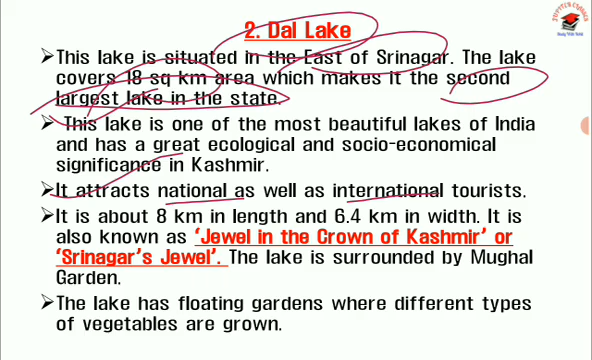 2. Dal Lake
➢This lake is situated in the East of Srinagar. The lake
covers 18 sq km area which makes it the second
largest lake in the state.
➢ This lake is one of the most beautiful lakes of India
and has a great ecological and socio-economical
significance in Kashmir.
➢It attracts national as well as international tourists.
➢It is about 8 km in length and 6.4 km in width. It is
also known as ‘Jewel in the Crown of Kashmir’ or
‘Srinagar’s Jewel’. The lake is surrounded by Mughal
Garden.
➢The lake has floating gardens where different types
of vegetables are grown.